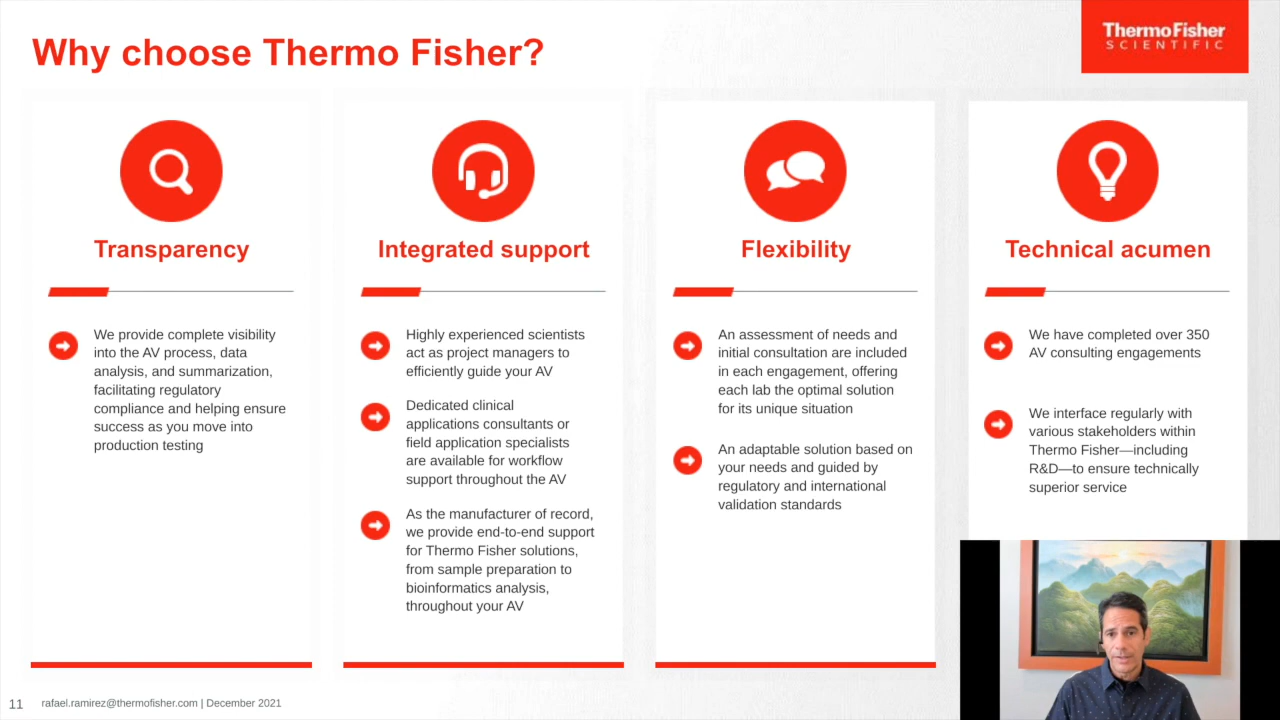 Why choose Thermo Fisher?
ThermoFisher
SCIENTIFIC
Transparency
We provide complete visibility
into the AV process, data
analysis, and summarization,
facilitating regulatory
compliance and helping ensure
success as you move into
production testing
Integrated support
Highly experienced scientists
act as project managers to
efficiently guide your AV
Dedicated clinical
applications consultants or
field application specialists
are available for workflow
support throughout the AV
As the manufacturer of record,
we provide end-to-end support
for Thermo Fisher solutions,
from sample preparation to
bioinformatics analysis,
throughout your AV
Flexibility
An assessment of needs and
initial consultation are included
in each engagement, offering
each lab the optimal solution
for its unique situation
An adaptable solution based on
your needs and guided by
regulatory and international
validation standards
Technical acumen
We have completed over 350
AV consulting engagements
We interface regularly with
various stakeholders within
Thermo Fisher—including
R&D—to ensure technically
superior service
11
rafael.ramirez@thermofisher.com | December 2021